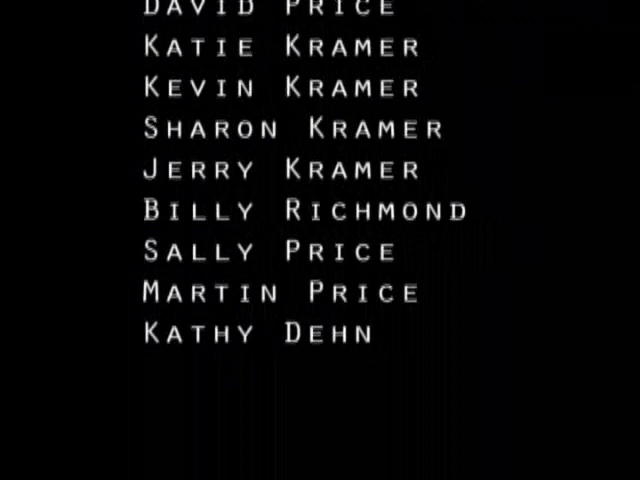 DAVID PRICE
KATIE KRAMER
KEVIN KRAMER
SHARON KRAMER
JERRY KRAMER
BILLY RICHMOND
SALLY PRICE
MARTIN PRICE
KATHY DEHN